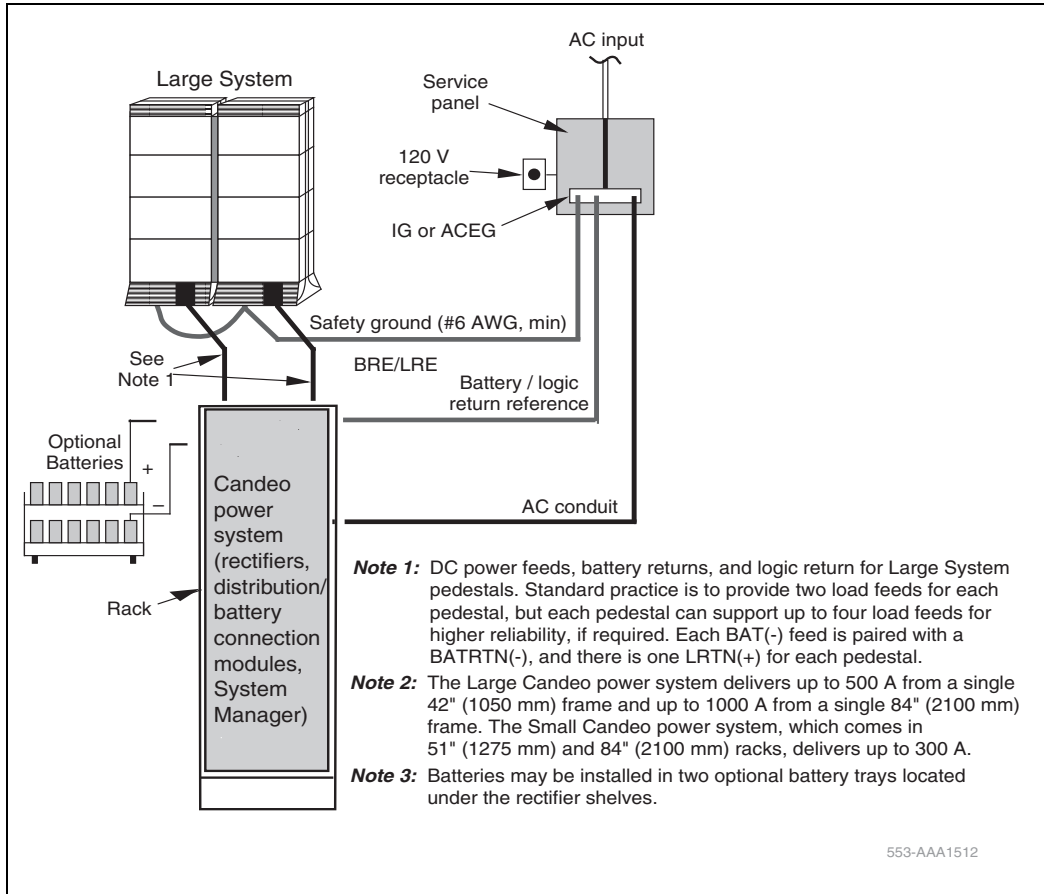 AC input
Large System
Service
panel
120 V
receptacle
IG or ACEG
Safety ground (#6 AWG, min)
See
Note 1
BRE/LRE
Battery / logic
return reference
Optional
Batteries
+
–
Candeo
power
system
(rectifiers,
distribution/
battery
connection
modules,
System
Manager)
AC conduit
Rack
Note 1: DC power feeds, battery returns, and logic return for Large System
pedestals. Standard practice is to provide two load feeds for each
pedestal, but each pedestal can support up to four load feeds for
higher reliability, if required. Each BAT(-) feed is paired with a
BATRTN(-), and there is one LRTN(+) for each pedestal.
Note 2: The Large Candeo power system delivers up to 500 A from a single
42" (1050 mm) frame and up to 1000 A from a single 84" (2100 mm)
frame. The Small Candeo power system, which comes in
51" (1275 mm) and 84" (2100 mm) racks, delivers up to 300 A.
Note 3: Batteries may be installed in two optional battery trays located
under the rectifier shelves.
553-AAA1512